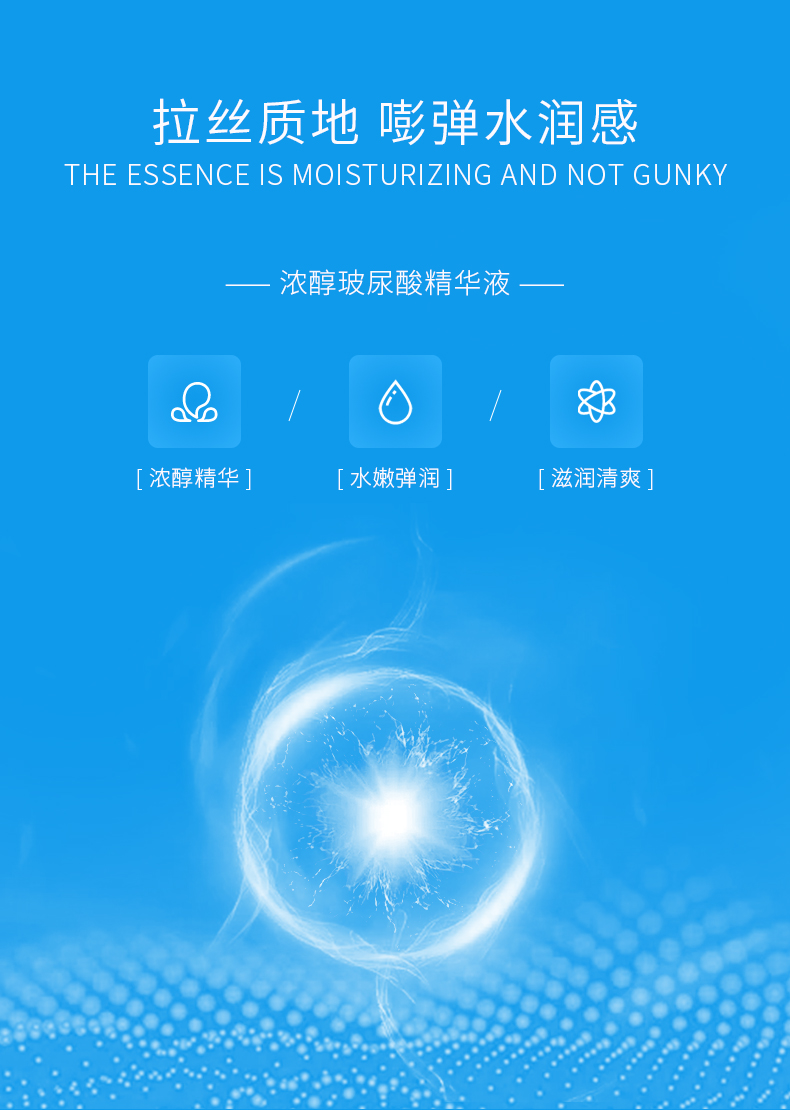 拉丝质地 嘭弹水润感
THE ESSENCE IS MOISTURIZING AND NOT GUNKY
—— 浓醇玻尿酸精华液 ——
[ 浓醇精华 ] / [ 水嫩弹润 ] / [ 滋润清爽 ]